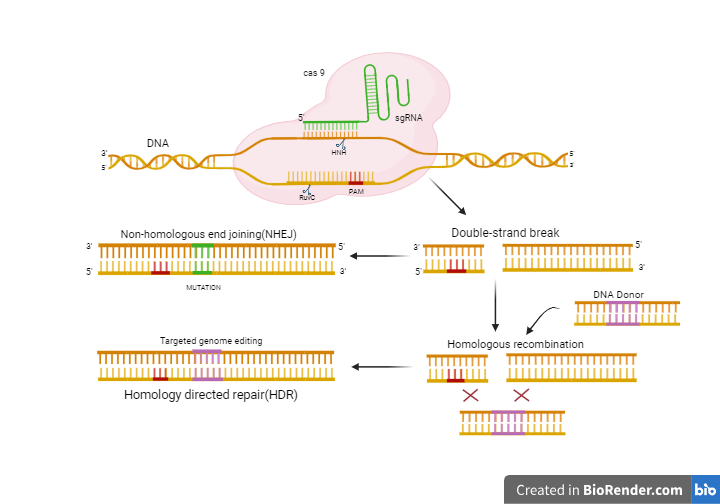 cas 9
5'
sgRNA
HNH
DNA
3'
5'
5'
3'
RuvC
PAM
Double-strand break
Non-homologous end joining(NHEJ)
3'
5'
5'
3'
MUTATION
3'
5'
5'
3'
DNA Donor
Homologous recombination
Targeted genome editing
Homology directed repair(HDR)
Created in BioRender.com bio